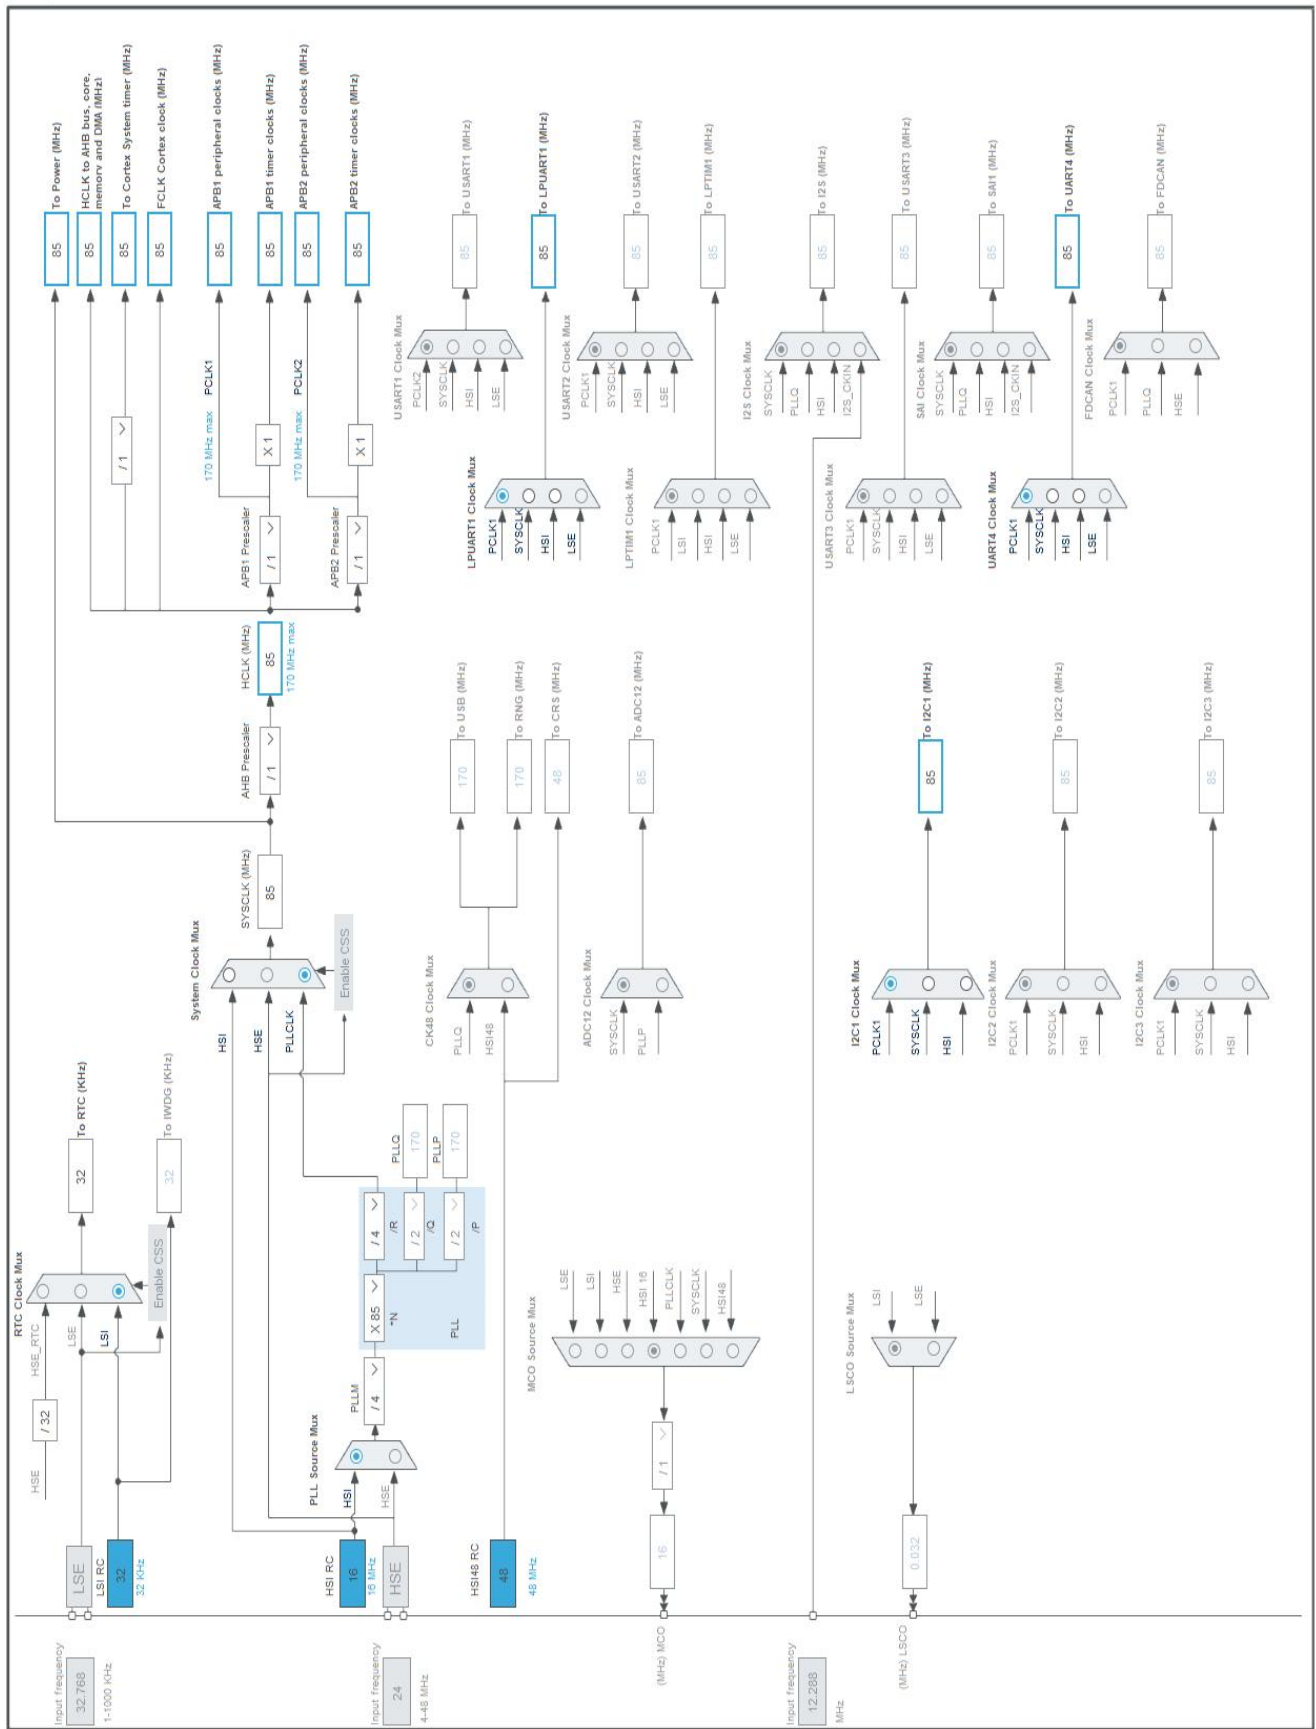 RTC Clock Mux
HSE
/ 32
HSE_RTC
Input frequency
32.768
1-1000 KHz
LSE
LSE
32
To RTC (KHz)
LSI RC
32
32 KHz
LSI
Enable CSS
32
To IWDG (KHz)
System Clock Mux
HSI
HSE
PLLCLK
Enable CSS
SYSCLK (MHz)
85
AHB Prescaler
/ 1
HCLK (MHz)
85
170 MHz max
85
To Power (MHz)
85
HCLK to AHB bus, core,
memory and DMA (MHz)
/ 1
85
To Cortex System timer (MHz)
85
FCLK Cortex clock (MHz)
APB1 Prescaler
/ 1
170 MHz max
PCLK1
85
APB1 peripheral clocks (MHz)
X 1
85
APB1 timer clocks (MHz)
APB2 Prescaler
/ 1
170 MHz max
PCLK2
85
APB2 peripheral clocks (MHz)
X 1
85
APB2 timer clocks (MHz)
PLL Source Mux
HSI RC
16
16 MHz
HSI
Input frequency
24
4-48 MHz
HSE
HSE
PLLM
/ 4
X 85
*N
PLL
/ 4
/R
/ 2
/Q
/ 2
/P
PLLQ
170
PLLP
170
HSI48 RC
48
48 MHz
CK48 Clock Mux
PLLQ
HSI48
170
To USB (MHz)
170
To RNG (MHz)
48
To CRS (MHz)
ADC12 Clock Mux
SYSCLK
PLLP
85
To ADC12 (MHz)
USART1 Clock Mux
PCLK2
SYSCLK
HSI
LSE
85
To USART1 (MHz)
LPUART1 Clock Mux
PCLK1
SYSCLK
HSI
LSE
85
To LPUART1 (MHz)
USART2 Clock Mux
PCLK1
SYSCLK
HSI
LSE
85
To USART2 (MHz)
LPTIM1 Clock Mux
PCLK1
LSI
HSI
LSE
85
To LPTIM1 (MHz)
MCO Source Mux
LSE
LSI
HSE
HSI 16
PLLCLK
SYSCLK
HSI48
/ 1
16
(MHz) MCO
I2S Clock Mux
SYSCLK
PLLQ
HSI
I2S_CKIN
85
To I2S (MHz)
Input frequency
12.288
MHz
USART3 Clock Mux
PCLK1
SYSCLK
HSI
LSE
85
To USART3 (MHz)
LSCO Source Mux
LSI
LSE
0.032
(MHz) LSCO
I2C1 Clock Mux
PCLK1
SYSCLK
HSI
85
To I2C1 (MHz)
SAI Clock Mux
SYSCLK
PLLQ
HSI
I2S_CKIN
85
To SAI1 (MHz)
UART4 Clock Mux
PCLK1
SYSCLK
HSI
LSE
85
To UART4 (MHz)
I2C2 Clock Mux
PCLK1
SYSCLK
HSI
85
To I2C2 (MHz)
FDCAN Clock Mux
PCLK1
PLLQ
HSE
85
To FDCAN (MHz)
I2C3 Clock Mux
PCLK1
SYSCLK
HSI
85
To I2C3 (MHz)